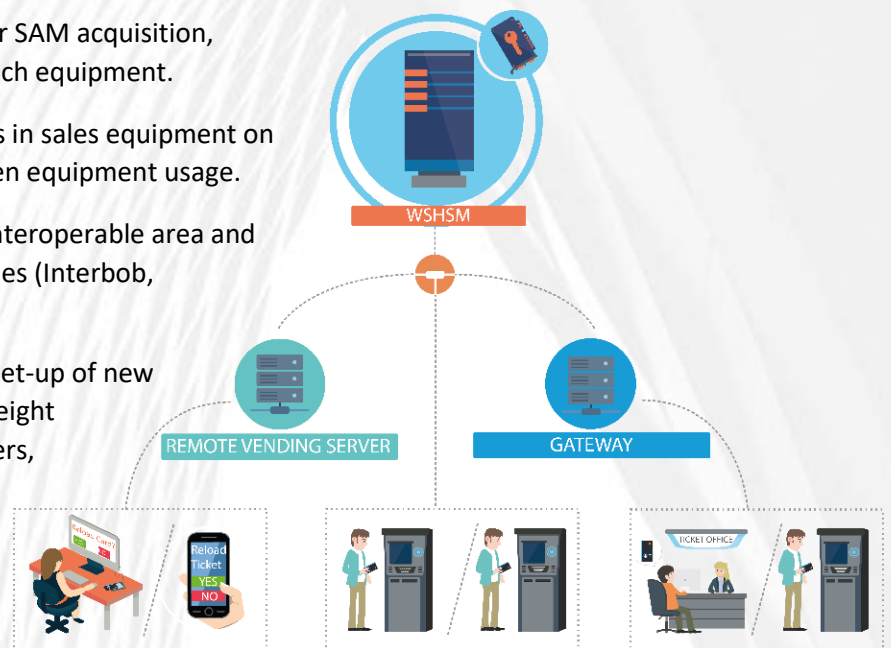 r SAM acquisition,
ch equipment.
s in sales equipment on
en equipment usage.
nteroperable area and
es (Interbob,
et-up of new
eight
ers,
WSHSM
REMOTE VENDING SERVER
GATEWAY
Reload Card?
Reload
Ticket
YES
NO
TICKET OFFICE